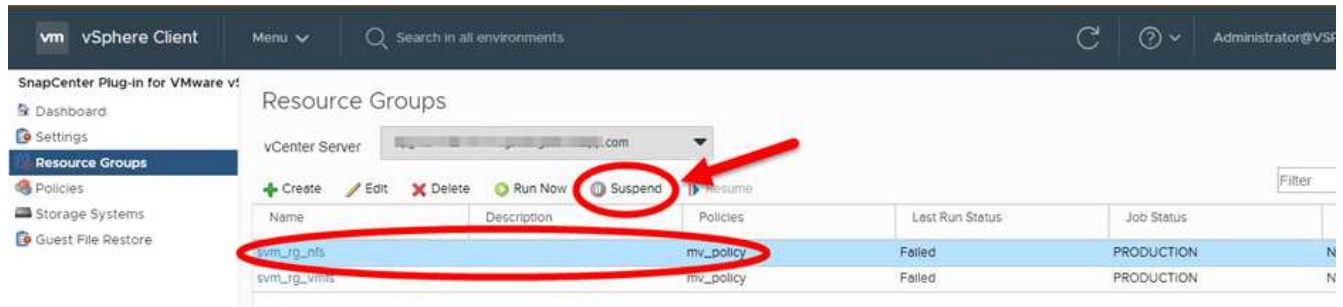 vm vSphere Client Menu Search in all environments Administrator@VSP
SnapCenter Plug-in for VMware vS
Dashboard
Settings
Resource Groups
Policies
Storage Systems
Guest File Restore
Resource Groups
vCenter Server .com
Create Edit Delete Run Now Suspend Resume Filter
Name Description Policies Last Run Status Job Status
svm_rg_nfs mv_policy Failed PRODUCTION N
svm_rg_vmfs mv_policy Failed PRODUCTION N